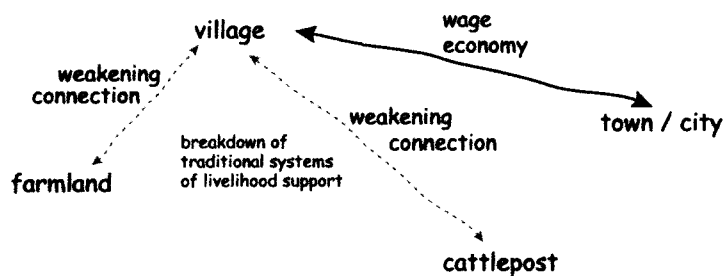 village
wage
economy
weakening
connection
weakening
connection
town / city
breakdown of
traditional systems
of livelihood support
farmland
cattlepost